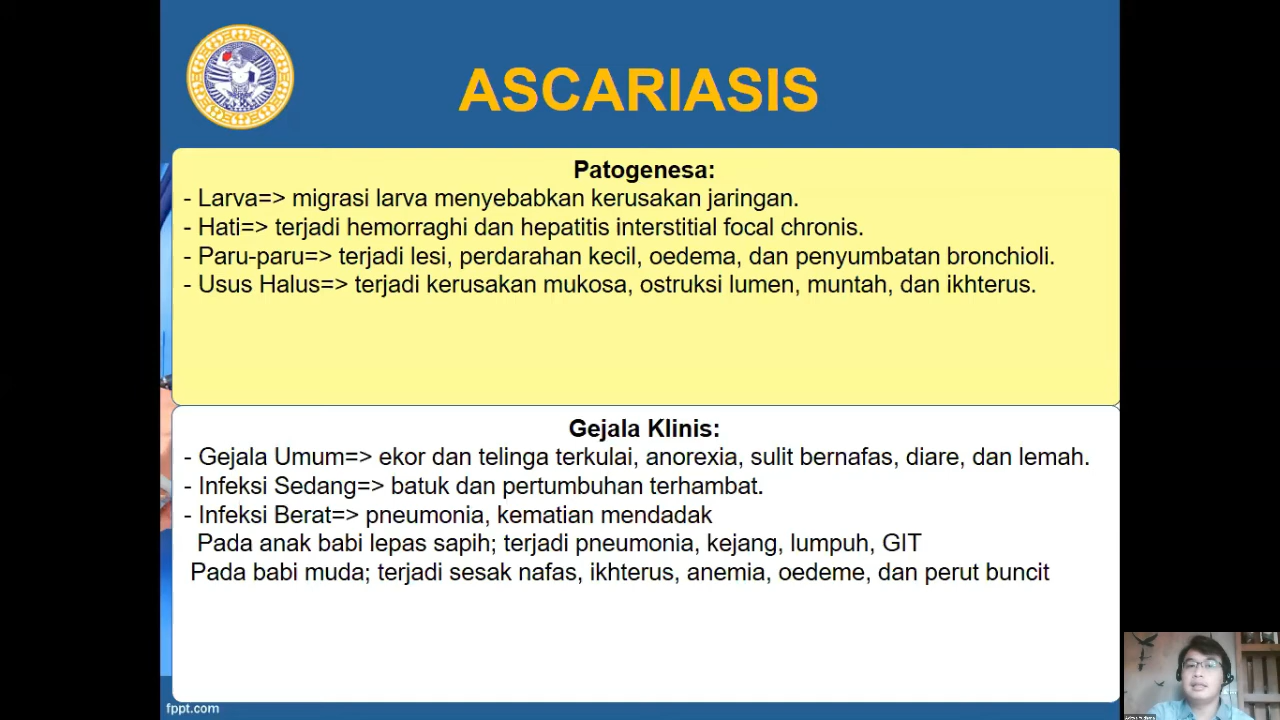 ASCARIASIS
Patogenesa:
- Larva=> migrasi larva menyebabkan kerusakan jaringan.
- Hati=> terjadi hemorraghi dan hepatitis interstitial focal chronis.
- Paru-paru=> terjadi lesi, perdarahan kecil, oedema, dan penyumbatan bronchioli.
- Usus Halus=> terjadi kerusakan mukosa, ostruksi lumen, muntah, dan ikhterus.
Gejala Klinis:
- Gejala Umum=> ekor dan telinga terkulai, anorexia, sulit bernafas, diare, dan lemah.
- Infeksi Sedang=> batuk dan pertumbuhan terhambat.
- Infeksi Berat=> pneumonia, kematian mendadak
Pada anak babi lepas sapih; terjadi pneumonia, kejang, lumpuh, GIT
Pada babi muda; terjadi sesak nafas, ikhterus, anemia, oedeme, dan perut buncit
fppt.com